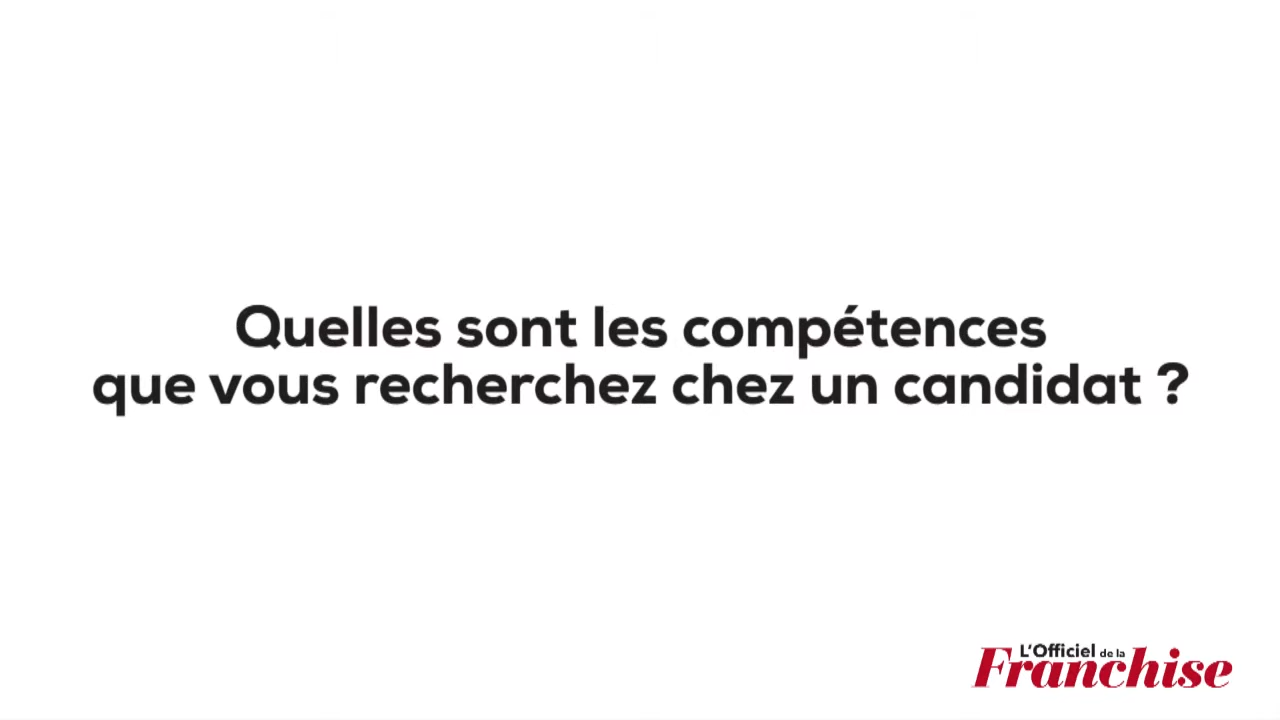 Quelles sont les compétences
que vous recherchez chez un candidat ?
L'Officiel de la
Franchise